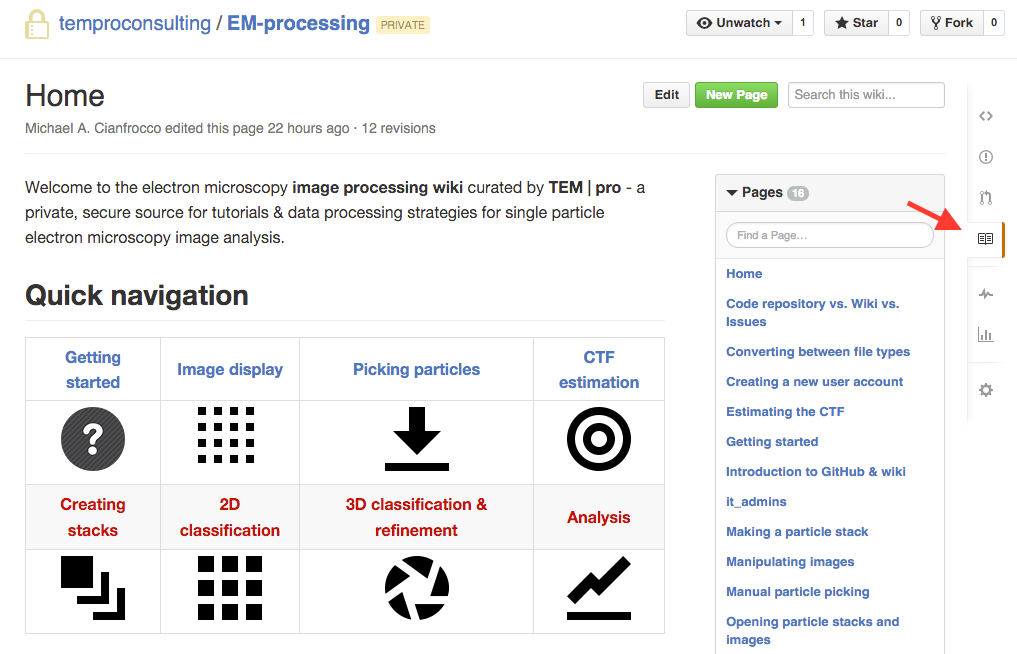 temproconsulting / EM-processing PRIVATE
Unwatch 1 Star 0 Fork 0
Home
Edit New Page Search this wiki...
Michael A. Cianfrocco edited this page 22 hours ago · 12 revisions
Welcome to the electron microscopy image processing wiki curated by TEM | pro - a
private, secure source for tutorials & data processing strategies for single particle
electron microscopy image analysis.
Quick navigation
Getting
started
Image display
Picking particles
CTF
estimation
?
Creating
stacks
2D
classification
3D classification &
refinement
Analysis
Pages 16
Find a Page...
Home
Code repository vs. Wiki vs.
Issues
Converting between file types
Creating a new user account
Estimating the CTF
Getting started
Introduction to GitHub & wiki
it_admins
Making a particle stack
Manipulating images
Manual particle picking
Opening particle stacks and
images